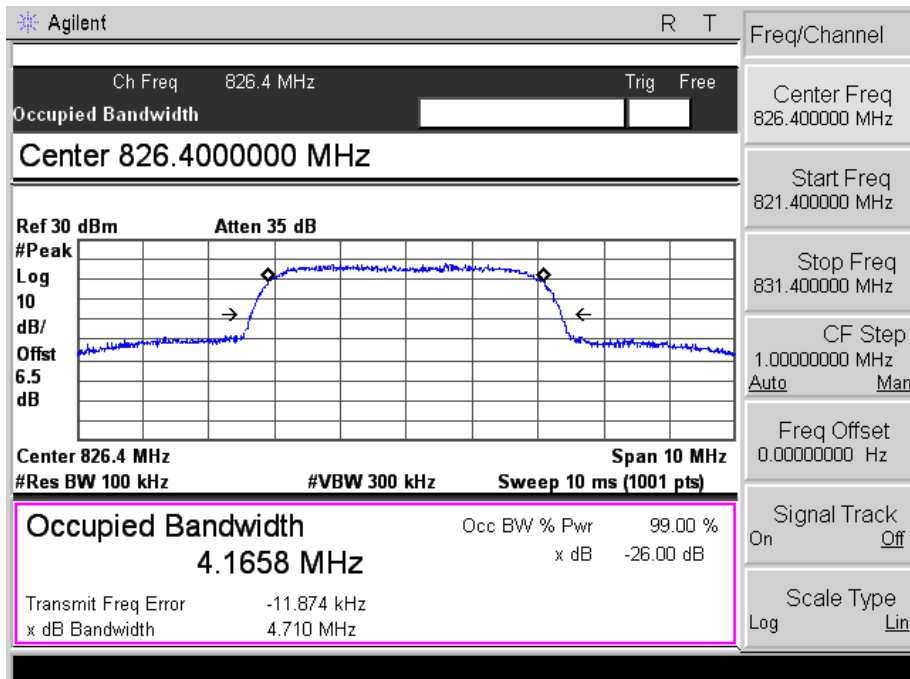 Agilent R T
Ch Freq 826.4 MHz Trig Free
Occupied Bandwidth
Center 826.4000000 MHz
Ref 30 dBm Atten 35 dB
#Peak
Log
10
dB/
Offst
6.5
dB
Center 826.4 MHz Span 10 MHz
#Res BW 100 kHz #VBW 300 kHz Sweep 10 ms (1001 pts)
Occupied Bandwidth Occ BW % Pwr 99.00 %
4.1658 MHz x dB -26.00 dB
Transmit Freq Error -11.874 kHz
x dB Bandwidth 4.710 MHz
Freq/Channel
Center Freq
826.400000 MHz
Start Freq
821.400000 MHz
Stop Freq
831.400000 MHz
CF Step
1.00000000 MHz
Auto Man
Freq Offset
0.00000000 Hz
Signal Track
On Off
Scale Type
Log Lin